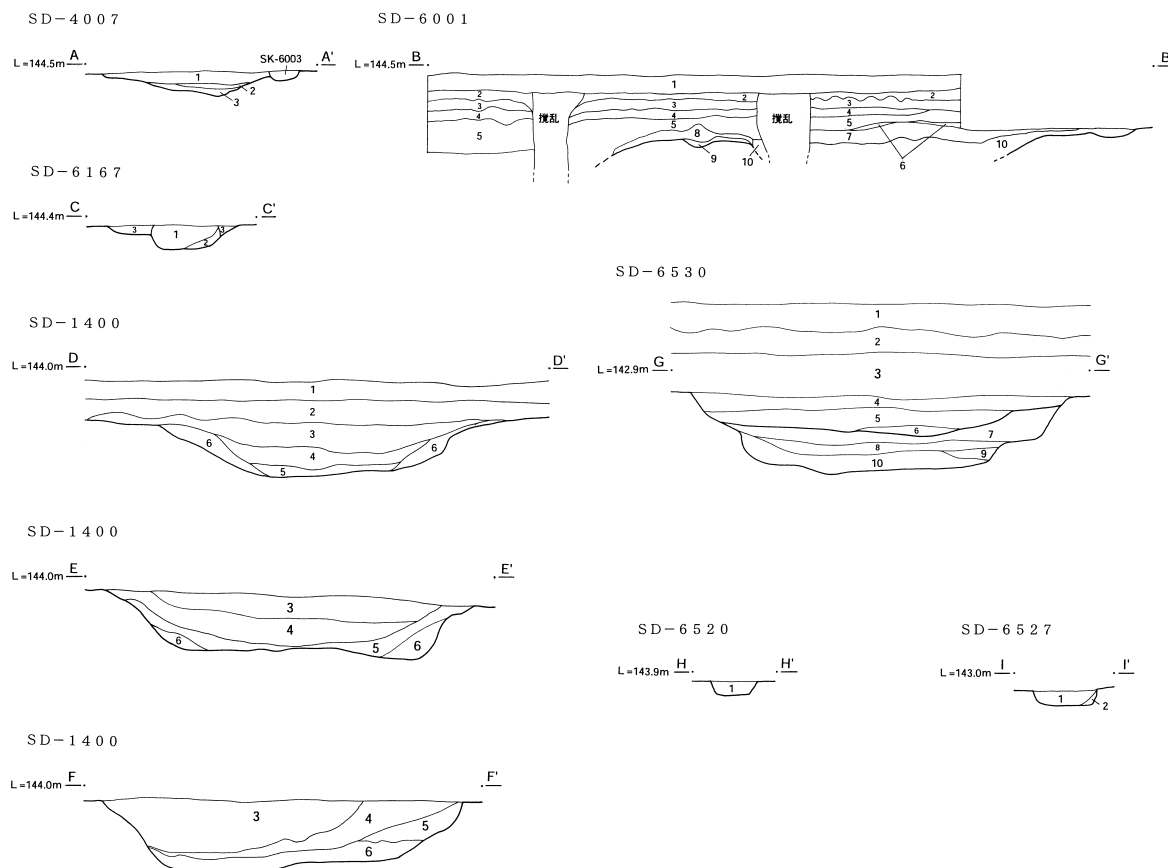 SD-4007
L=144.5m A A'
SK-6003
1
2
3
SD-6001
L=144.5m B B
1
2 2 2
3 3 3
4 4 4
5 5 5
撹乱 撹乱
8 7 10
9 10
6
SD-6167
L=144.4m C C'
3 1 3
2
SD-1400
L=144.0m D D'
1
2
3
6 4 6
5
SD-6530
1
2
L=142.9m G G'
3
4
5
6 7
8 9
10
SD-1400
L=144.0m E E'
3
4
6 5 6
SD-6520
L=143.9m H H'
1
SD-6527
L=143.0m I I'
1 2
SD-1400
L=144.0m F F'
3 4
5
6